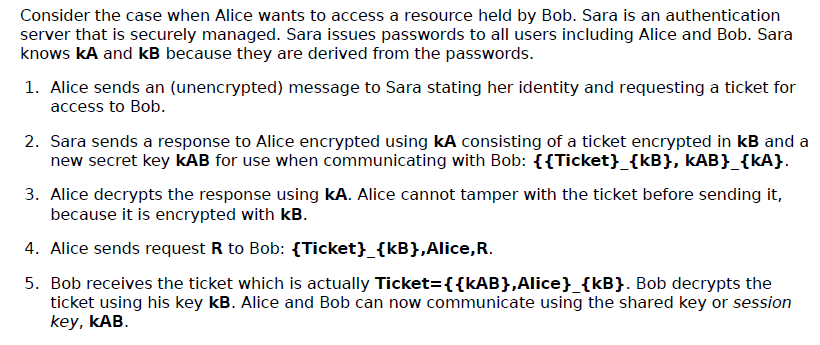 Consider the case when Alice wants to access a resource held by Bob. Sara is an authentication
server that is securely managed. Sara issues passwords to all users including Alice and Bob. Sara
knows kA and kB because they are derived from the passwords.
1. Alice sends an (unencrypted) message to Sara stating her identity and requesting a ticket for
access to Bob.
2. Sara sends a response to Alice encrypted using kA consisting of a ticket encrypted in kB and a
new secret key kAB for use when communicating with Bob: {{Ticket}_{kB}, kAB}_{kA}.
3. Alice decrypts the response using kA. Alice cannot tamper with the ticket before sending it,
because it is encrypted with kB.
4. Alice sends request R to Bob: {Ticket}_{kB},Alice,R.
5. Bob receives the ticket which is actually Ticket={{kAB},Alice}_{kB}. Bob decrypts the
ticket using his key kB. Alice and Bob can now communicate using the shared key or session
key, kAB.